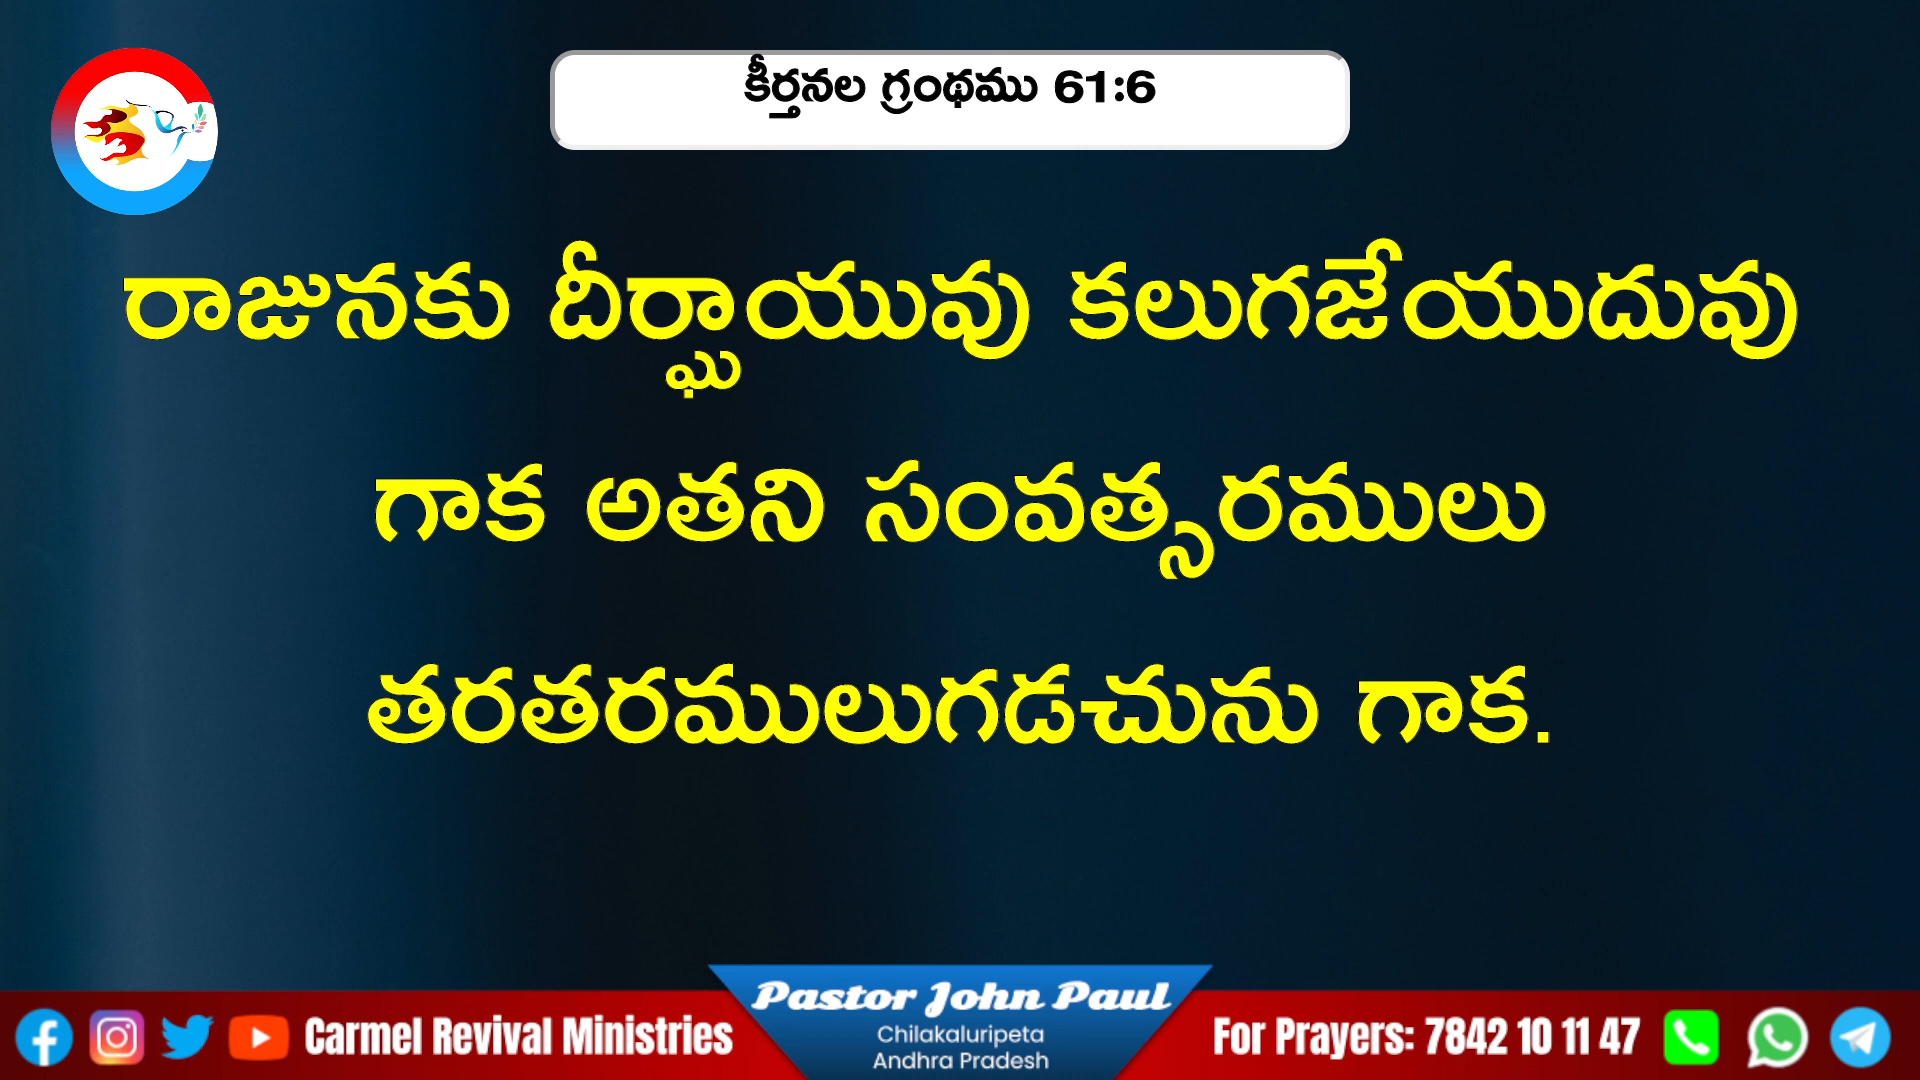 కీర్తనల గ్రంథము 61:6
రాజునకు దీర్ఘాయువు కలుగజేయుదువు
గాక అతని సంవత్సరములు
తరతరములుగడచును గాక.
Pastor John Paul
Chilakaluripeta
Andhra Pradesh
Carmel Revival Ministries
For Prayers: 7842 10 11 47